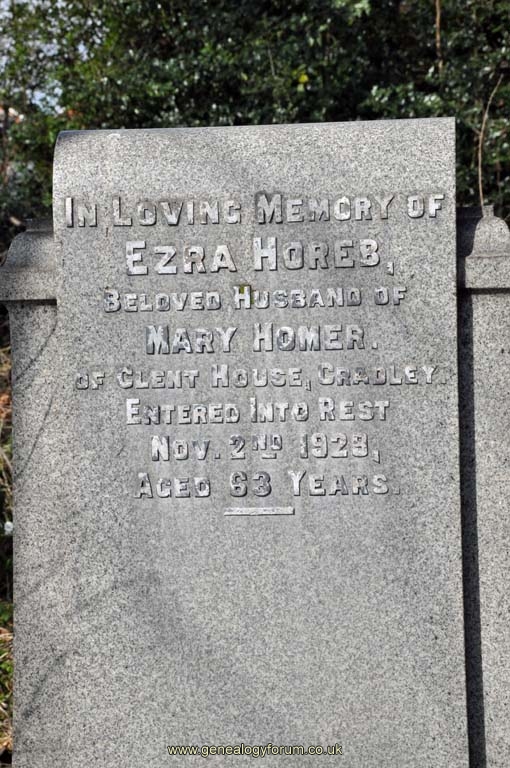 In Loving Memory of
Ezra Horeb,
Beloved Husband of
Mary Homer.
of Clent House, Cradley.
Entered Into Rest
Nov. 2nd 1929,
Aged 63 Years.
www.genealogyforum.co.uk